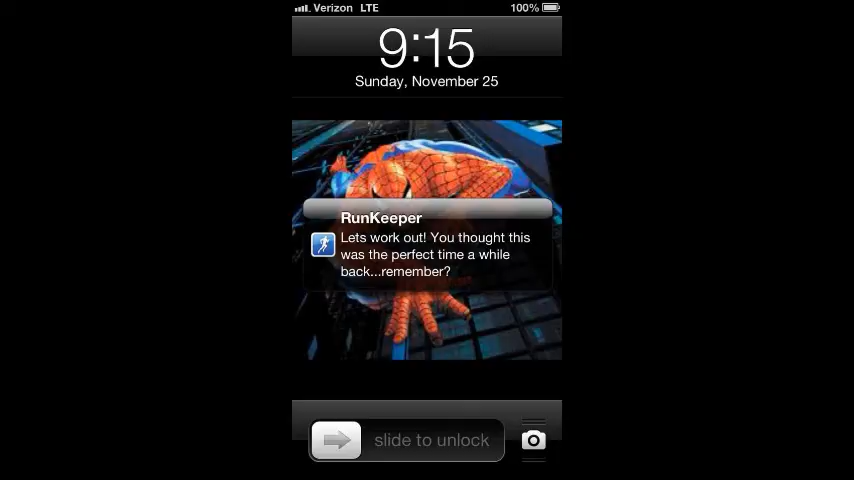 Verizon LTE 100%
9:15
Sunday, November 25
RunKeeper
Lets work out! You thought this
was the perfect time a while
back...remember?
slide to unlock